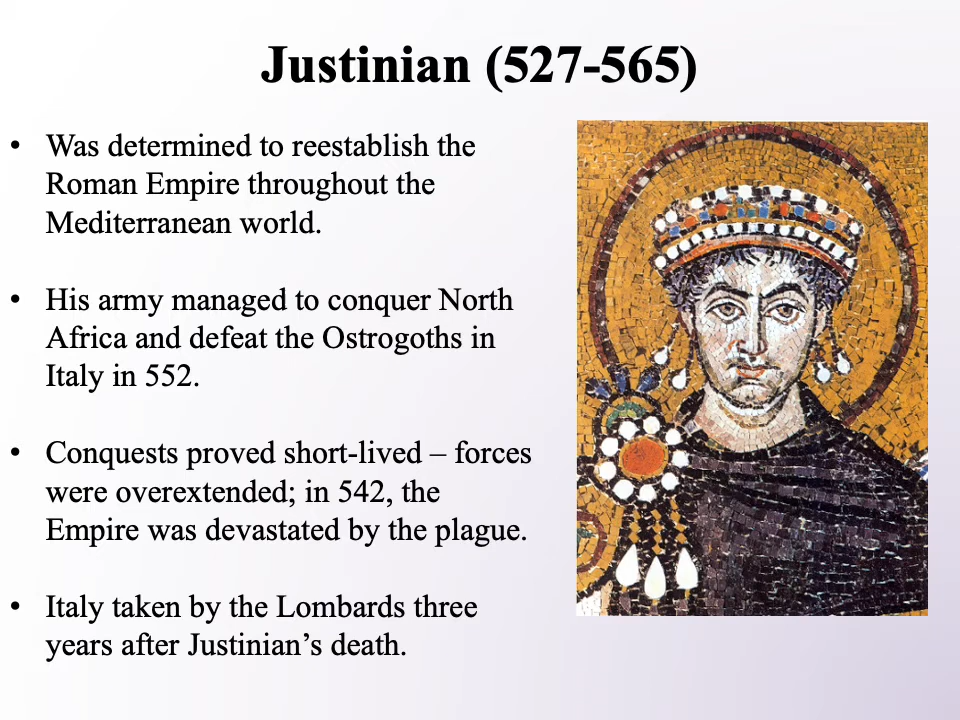 Justinian (527-565)
• Was determined to reestablish the
Roman Empire throughout the
Mediterranean world.
• His army managed to conquer North
Africa and defeat the Ostrogoths in
Italy in 552.
• Conquests proved short-lived – forces
were overextended; in 542, the
Empire was devastated by the plague.
• Italy taken by the Lombards three
years after Justinian’s death.